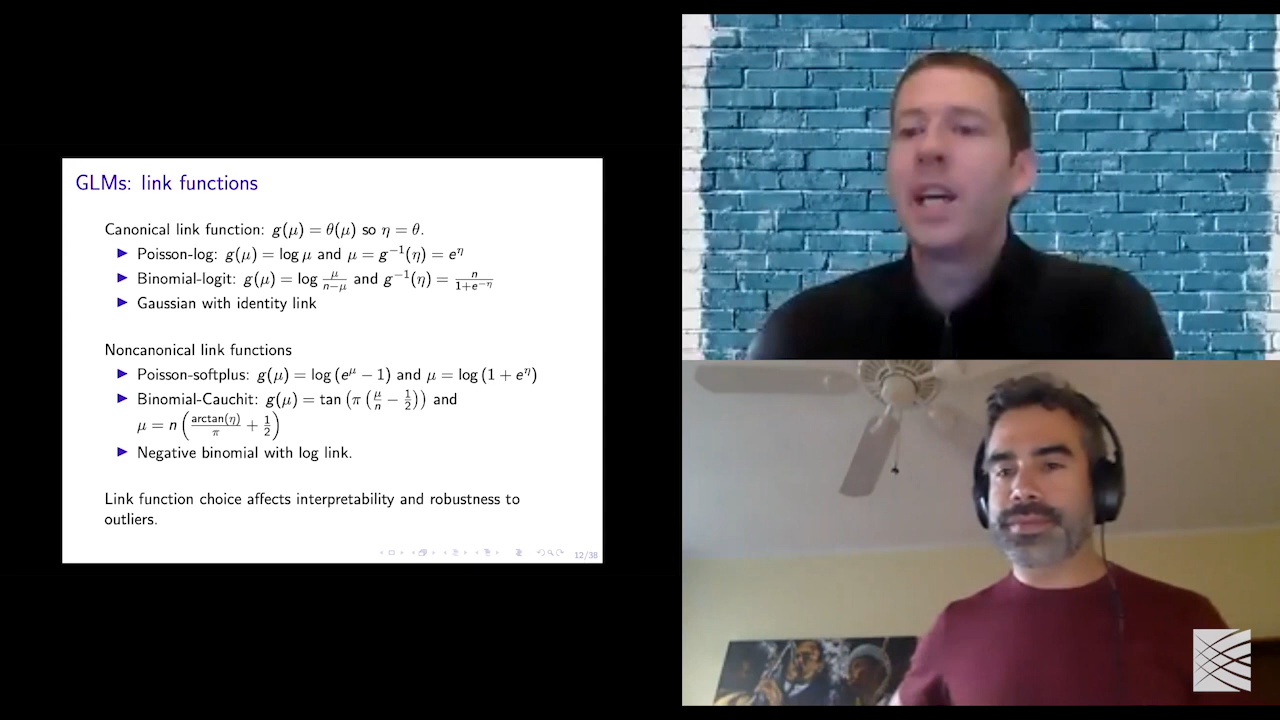 GLMs: link functions
Canonical link function: g(μ) = θ(μ) so η = θ.
▶ Poisson-log: g(μ) = log μ and μ = g⁻¹(η) = e^η
▶ Binomial-logit: g(μ) = log μ/(n−μ) and g⁻¹(η) = n/(1+e^−η)
▶ Gaussian with identity link
Noncanonical link functions
▶ Poisson-softplus: g(μ) = log (e^μ − 1) and μ = log (1 + e^η)
▶ Binomial-Cauchit: g(μ) = tan (π (μ/n − 1/2)) and
μ = n (arctan(η)/π + 1/2)
▶ Negative binomial with log link.
Link function choice affects interpretability and robustness to
outliers.
12/38